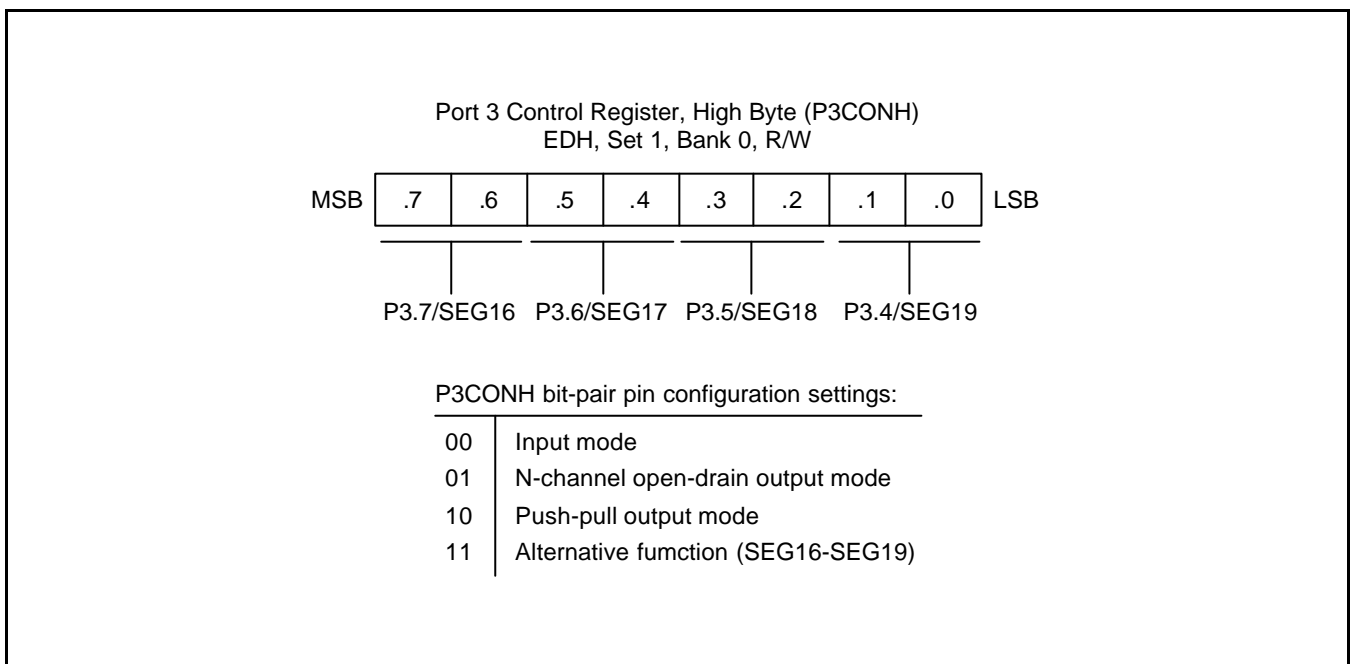 Port 3 Control Register, High Byte (P3CONH)
EDH, Set 1, Bank 0, R/W
MSB .7 .6 .5 .4 .3 .2 .1 .0 LSB
P3.7/SEG16 P3.6/SEG17 P3.5/SEG18 P3.4/SEG19
P3CONH bit-pair pin configuration settings:
00 Input mode
01 N-channel open-drain output mode
10 Push-pull output mode
11 Alternative fumction (SEG16-SEG19)